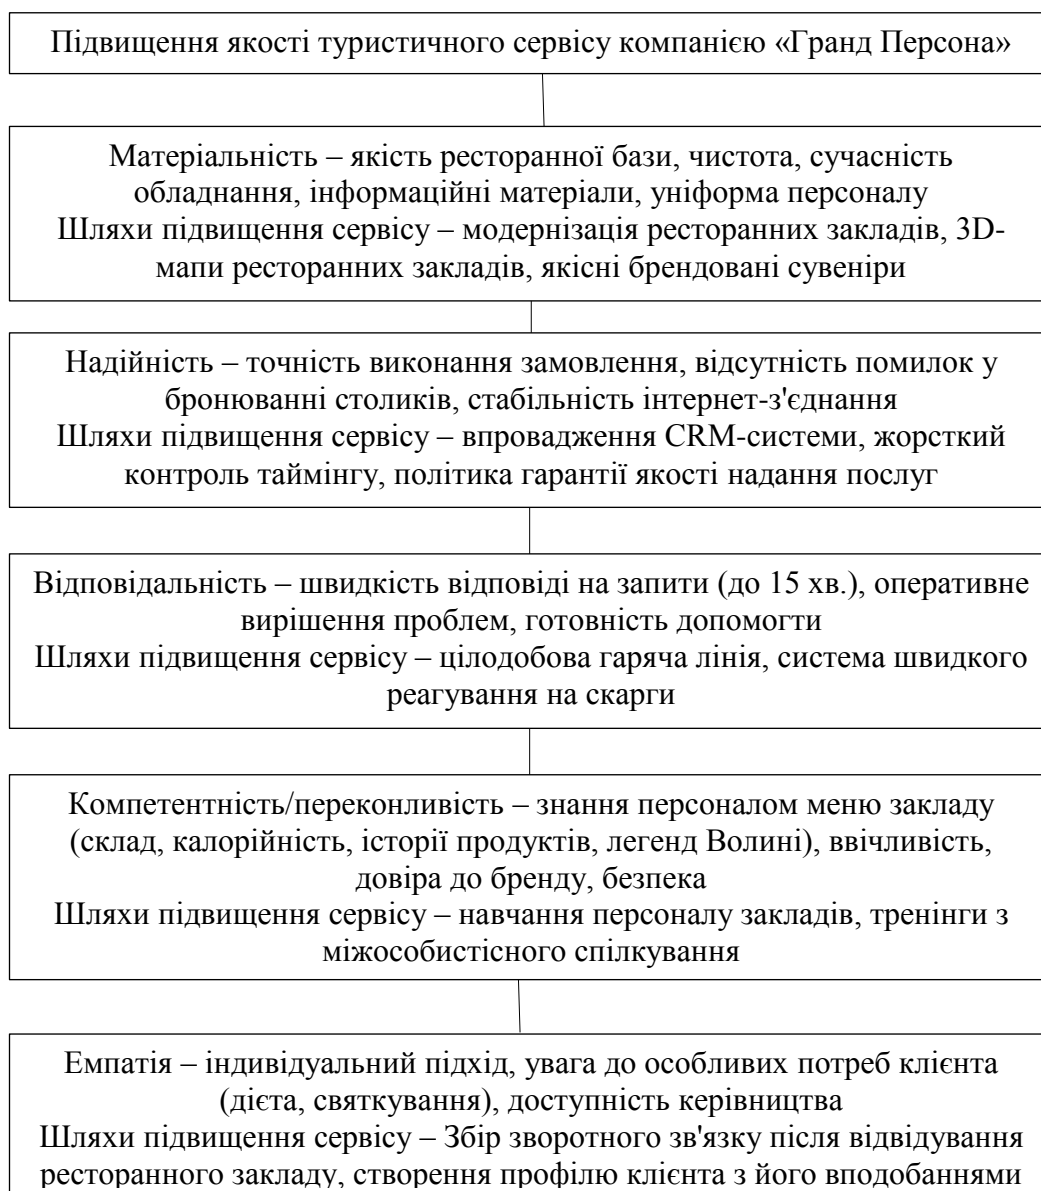 Підвищення якості туристичного сервісу компанією «Гранд Персона»
Матеріальність – якість ресторанної бази, чистота, сучасність
обладнання, інформаційні матеріали, уніформа персоналу
Шляхи підвищення сервісу – модернізація ресторанних закладів, 3D-
мапи ресторанних закладів, якісні брендовані сувеніри
Надійність – точність виконання замовлення, відсутність помилок у
бронюванні столиків, стабільність інтернет-з'єднання
Шляхи підвищення сервісу – впровадження CRM-системи, жорсткий
контроль таймінгу, політика гарантії якості надання послуг
Відповідальність – швидкість відповіді на запити (до 15 хв.), оперативне
вирішення проблем, готовність допомогти
Шляхи підвищення сервісу – цілодобова гаряча лінія, система швидкого
реагування на скарги
Компетентність/переконливість – знання персоналом меню закладу
(склад, калорійність, історії продуктів, легенд Волині), ввічливість,
довіра до бренду, безпека
Шляхи підвищення сервісу – навчання персоналу закладів, тренінги з
міжособистісного спілкування
Емпатія – індивідуальний підхід, увага до особливих потреб клієнта
(дієта, святкування), доступність керівництва
Шляхи підвищення сервісу – Збір зворотного зв'язку після відвідування
ресторанного закладу, створення профілю клієнта з його вподобаннями